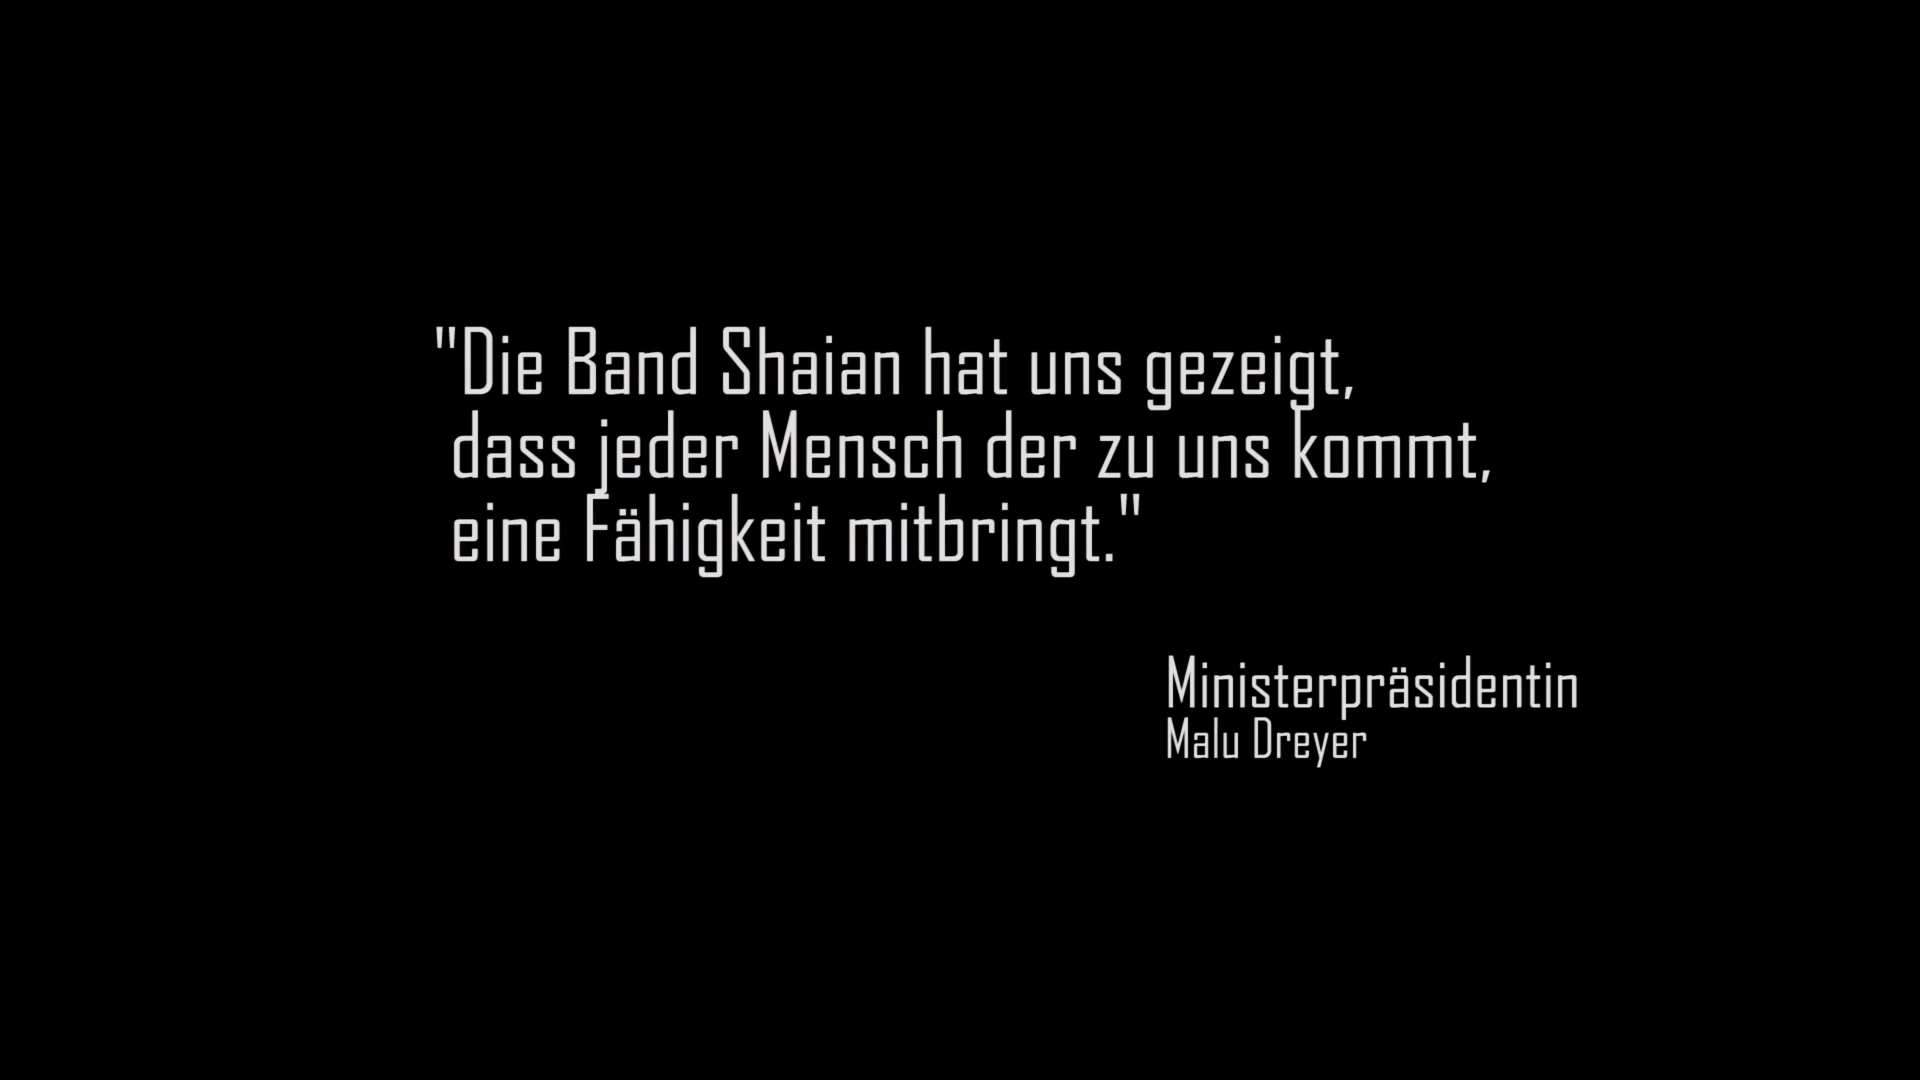 "Die Band Shaian hat uns gezeigt,
dass jeder Mensch der zu uns kommt,
eine Fähigkeit mitbringt."
Ministerpräsidentin
Malu Dreyer